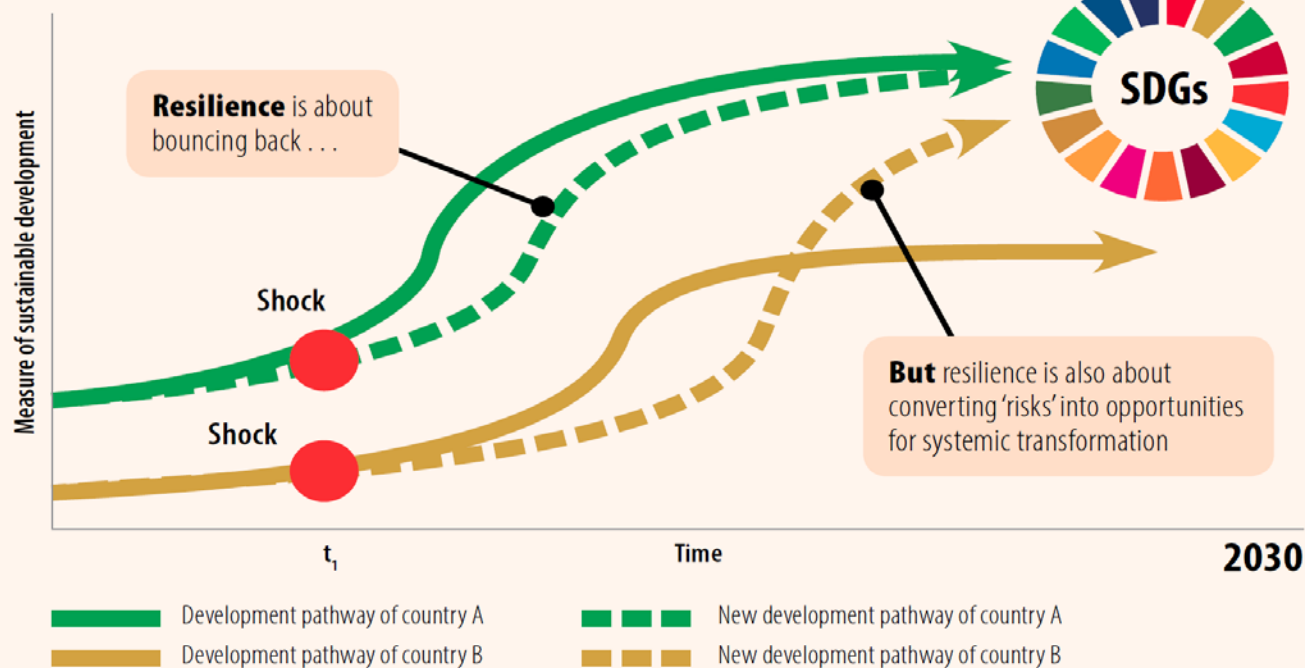 SDGs
Resilience is about
bouncing back . . .
Measure of sustainable development
Shock
Shock
But resilience is also about
converting ‘risks’ into opportunities
for systemic transformation
t1
Time
2030
Development pathway of country A
New development pathway of country A
Development pathway of country B
New development pathway of country B